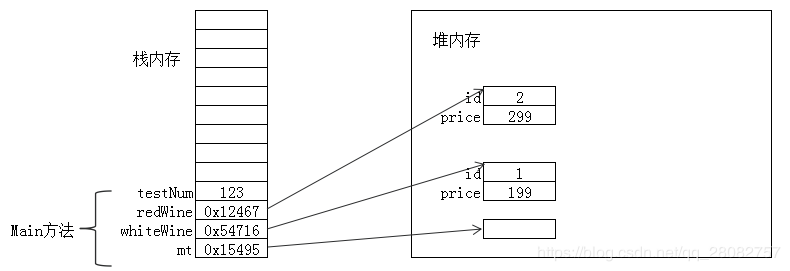 栈内存
堆内存
id 2
price 299
id 1
price 199
testNum 123
redWine 0x12467
Main方法
whiteWine 0x54716
mt 0x15495
https://blog.csdn.net/qq_28082757